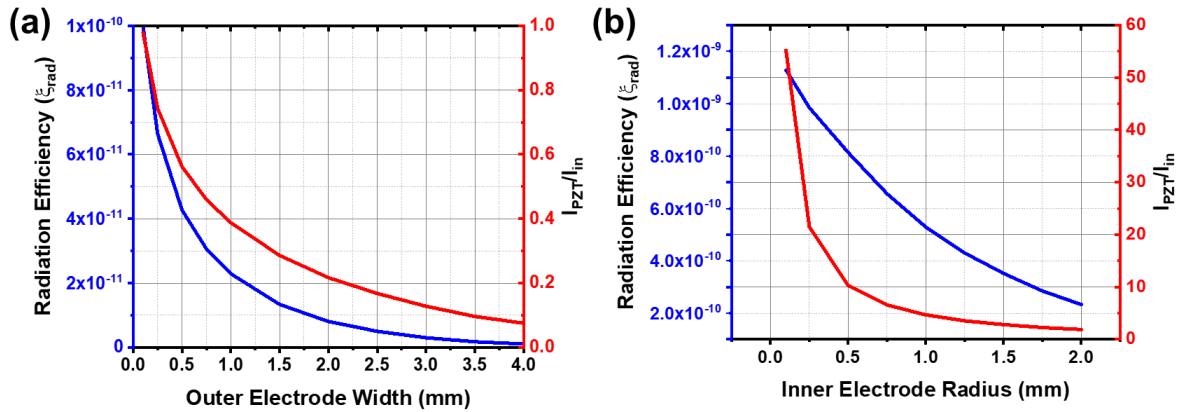 (a)
Radiation Efficiency (ξrad)
1x10-10
8x10-11
6x10-11
4x10-11
2x10-11
0
1.0
0.8
0.6
0.4
0.2
0.0
IPZT/Iin
0.0 0.5 1.0 1.5 2.0 2.5 3.0 3.5 4.0
Outer Electrode Width (mm)
(b)
Radiation Efficiency (ξrad)
1.2x10-9
1.0x10-9
8.0x10-10
6.0x10-10
4.0x10-10
2.0x10-10
60
50
40
30
20
10
0
IPZT/Iin
0.0 0.5 1.0 1.5 2.0
Inner Electrode Radius (mm)